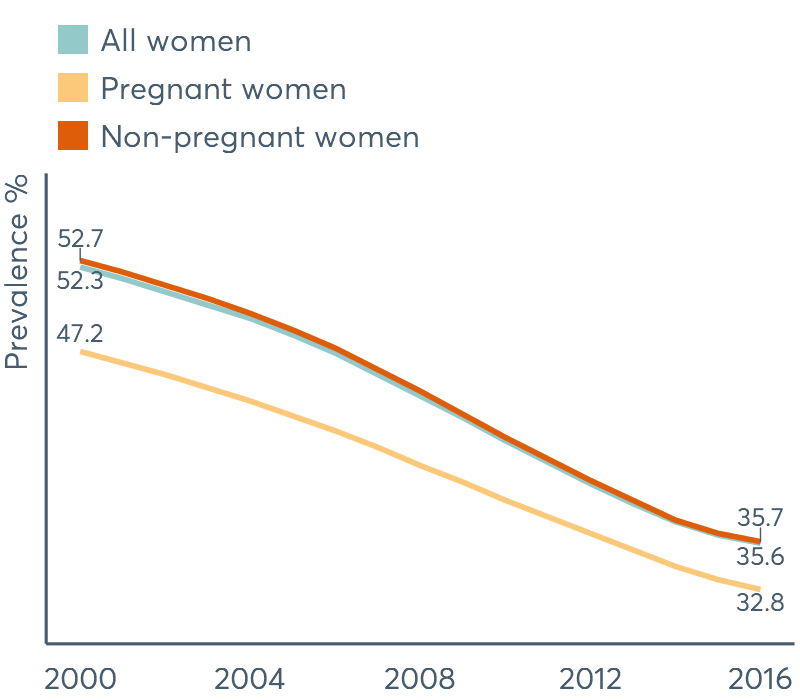 All women
Pregnant women
Non-pregnant women
Prevalence %
52.7
52.3
47.2
35.7
35.6
32.8
2000 2004 2008 2012 2016